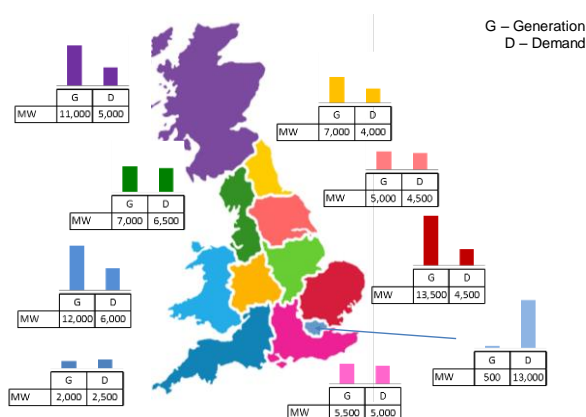 G – Generation
D – Demand
G D
MW 11,000 5,000
G D
MW 7,000 4,000
G D
MW 7,000 6,500
G D
MW 5,000 4,500
G D
MW 12,000 6,000
G D
MW 13,500 4,500
G D
MW 2,000 2,500
G D
MW 500 13,000
G D
MW 5,500 5,000